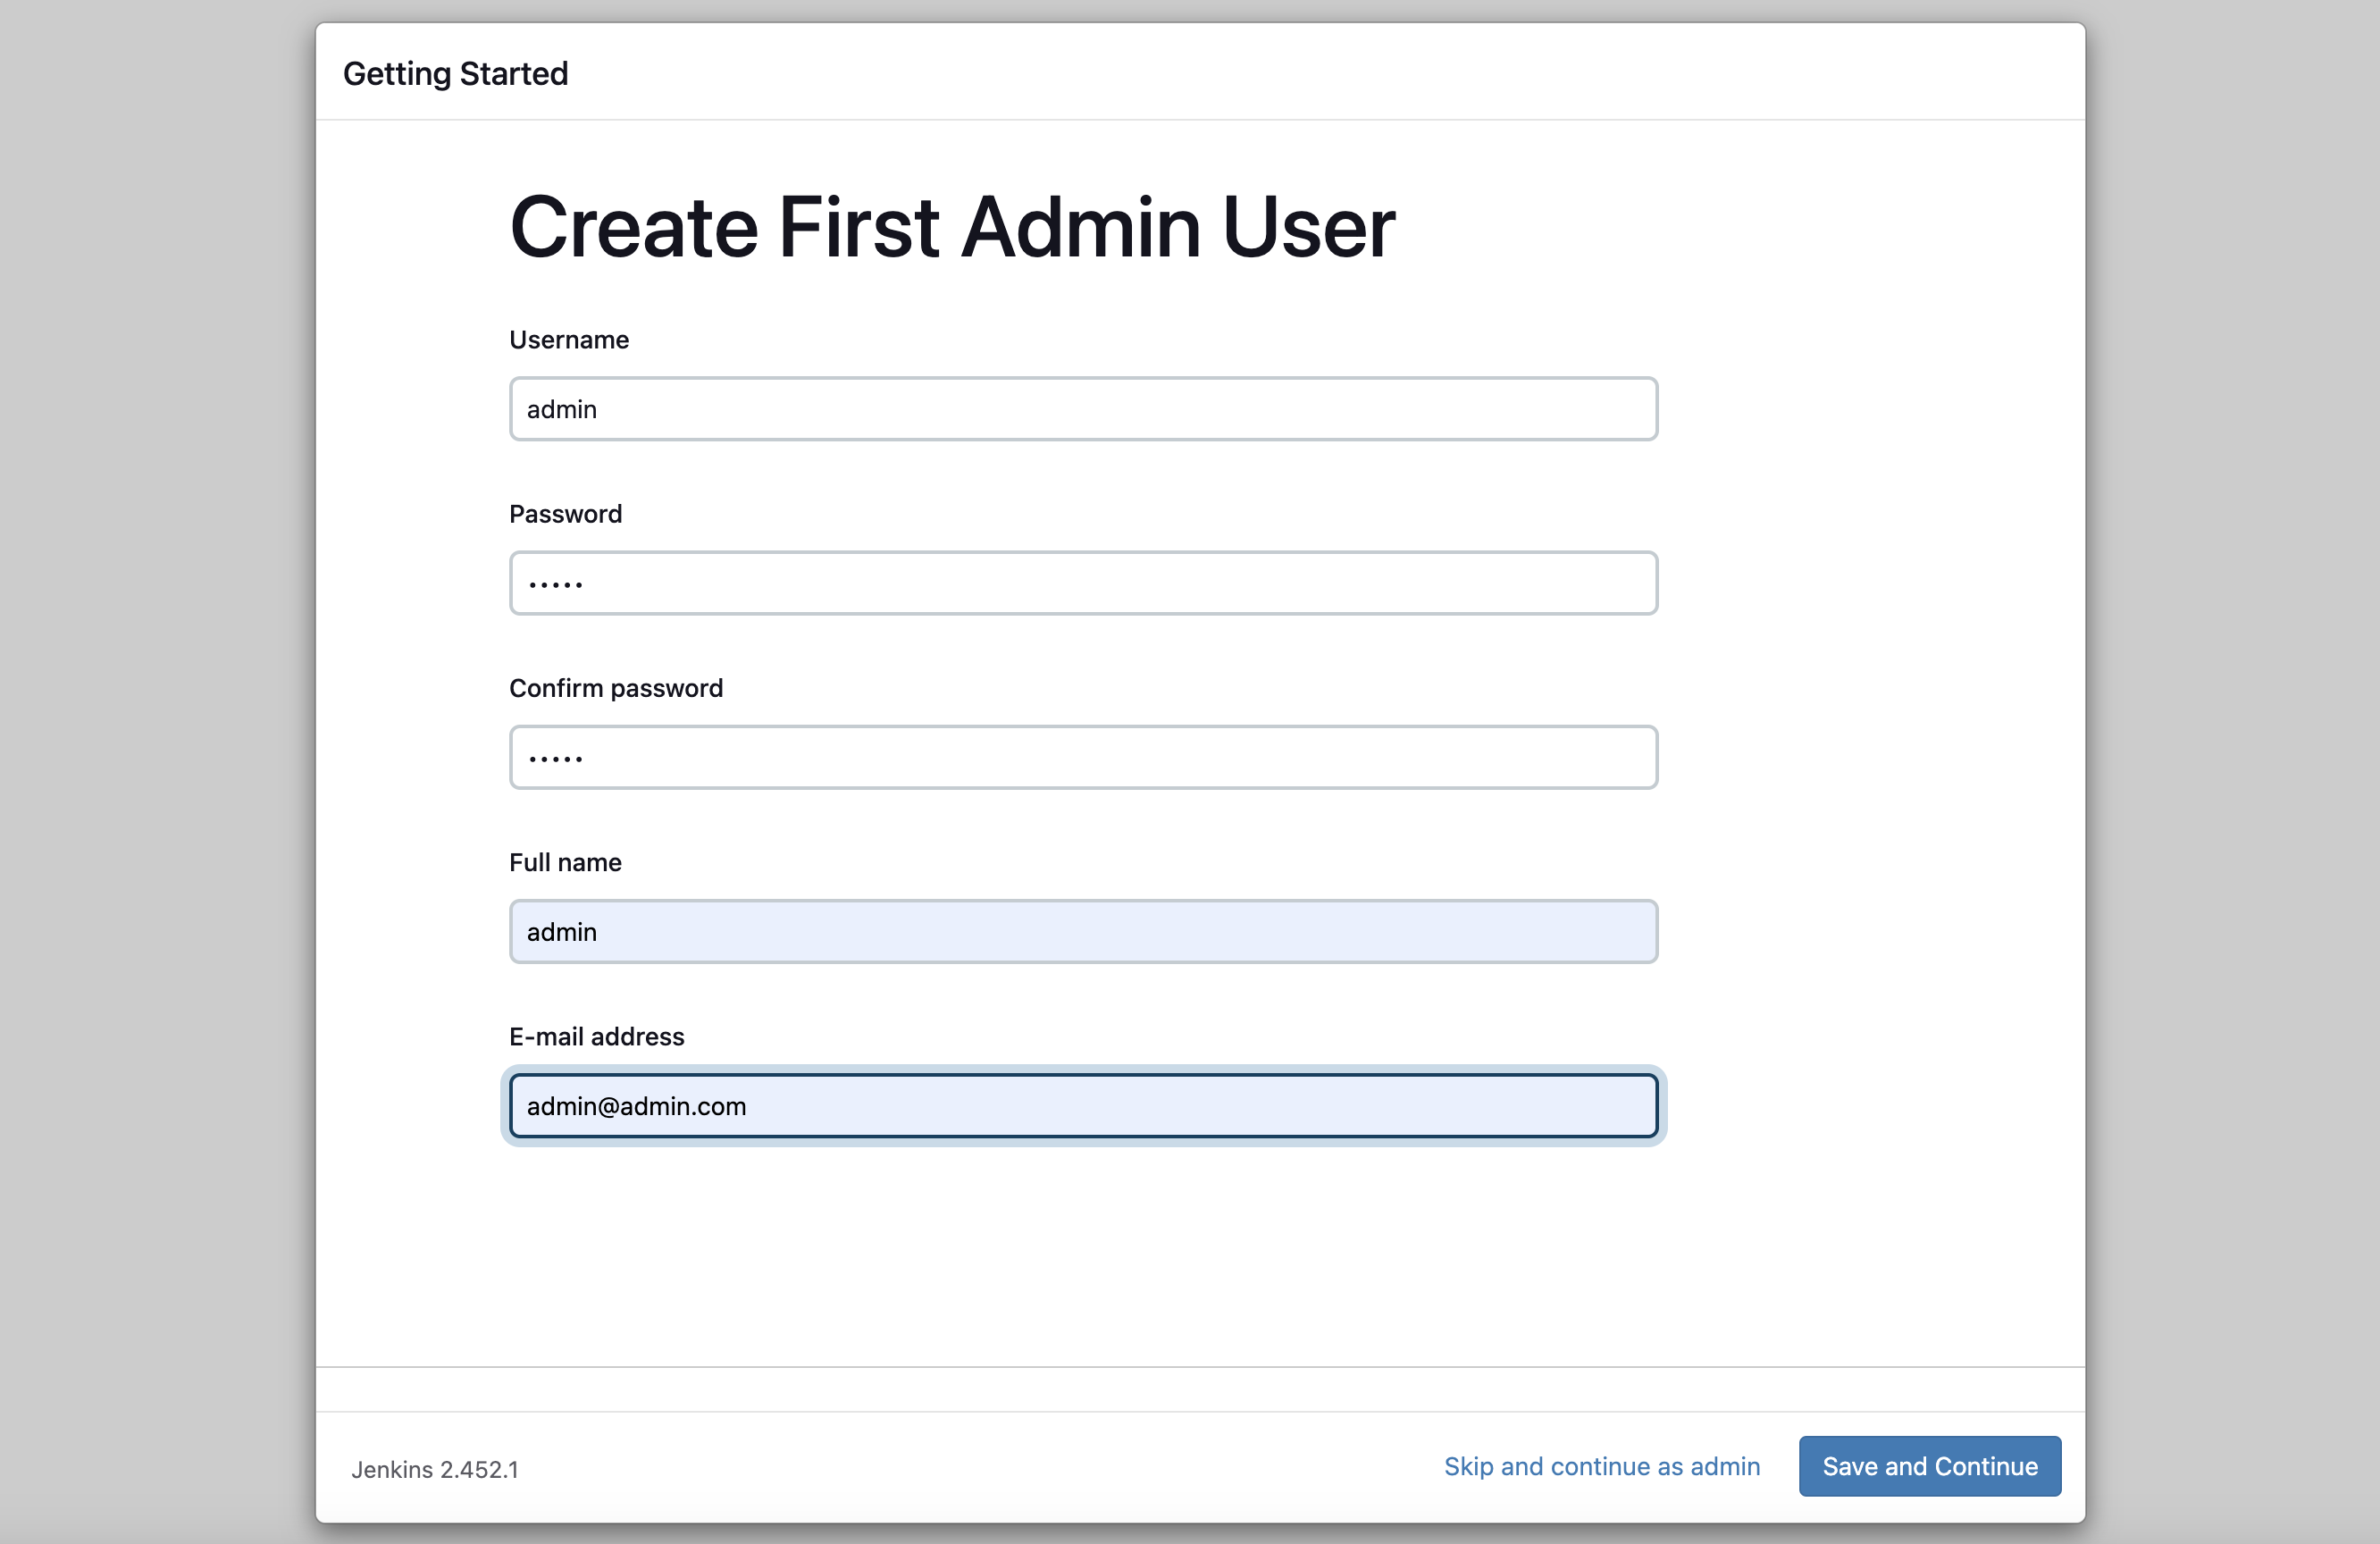 Getting Started
Create First Admin User
Username
admin
Password
•••••
Confirm password
•••••
Full name
admin
E-mail address
admin@admin.com
Jenkins 2.452.1
Skip and continue as admin
Save and Continue